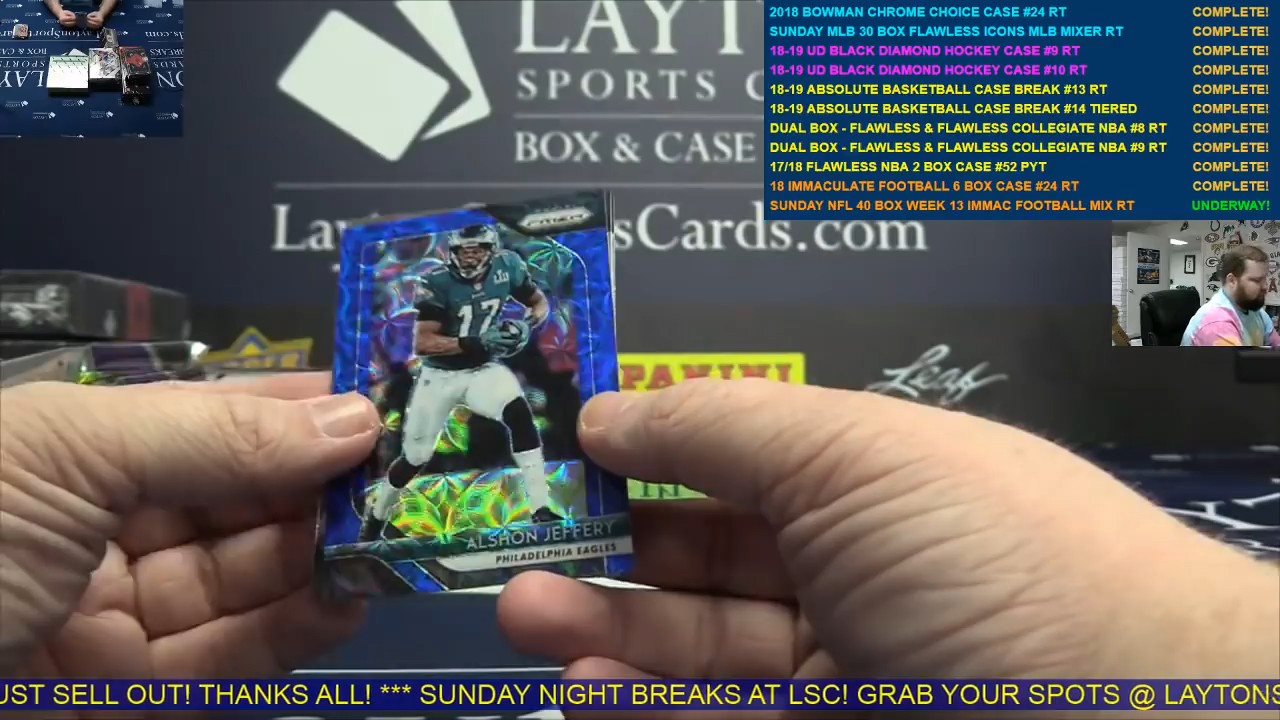 2018 BOWMAN CHROME CHOICE CASE #24 RT COMPLETE!
SUNDAY MLB 30 BOX FLAWLESS ICONS MLB MIXER RT COMPLETE!
18-19 UD BLACK DIAMOND HOCKEY CASE #9 RT COMPLETE!
18-19 UD BLACK DIAMOND HOCKEY CASE #10 RT COMPLETE!
18-19 ABSOLUTE BASKETBALL CASE BREAK #13 RT COMPLETE!
18-19 ABSOLUTE BASKETBALL CASE BREAK #14 TIERED COMPLETE!
DUAL BOX - FLAWLESS & FLAWLESS COLLEGIATE NBA #8 RT COMPLETE!
DUAL BOX - FLAWLESS & FLAWLESS COLLEGIATE NBA #9 RT COMPLETE!
17/18 FLAWLESS NBA 2 BOX CASE #52 PYT COMPLETE!
18 IMMACULATE FOOTBALL 6 BOX CASE #24 RT COMPLETE!
SUNDAY NFL 40 BOX WEEK 13 IMMAC FOOTBALL MIX RT UNDERWAY!
LAYT
SPORTS C
BOX & CASE
Lay sCards.com
PRIZM
LII
17
ALSHON JEFFERY
PHILADELPHIA EAGLES
PANINI
Leaf
UST SELL OUT! THANKS ALL! *** SUNDAY NIGHT BREAKS AT LSC! GRAB YOUR SPOTS @ LAYTONS